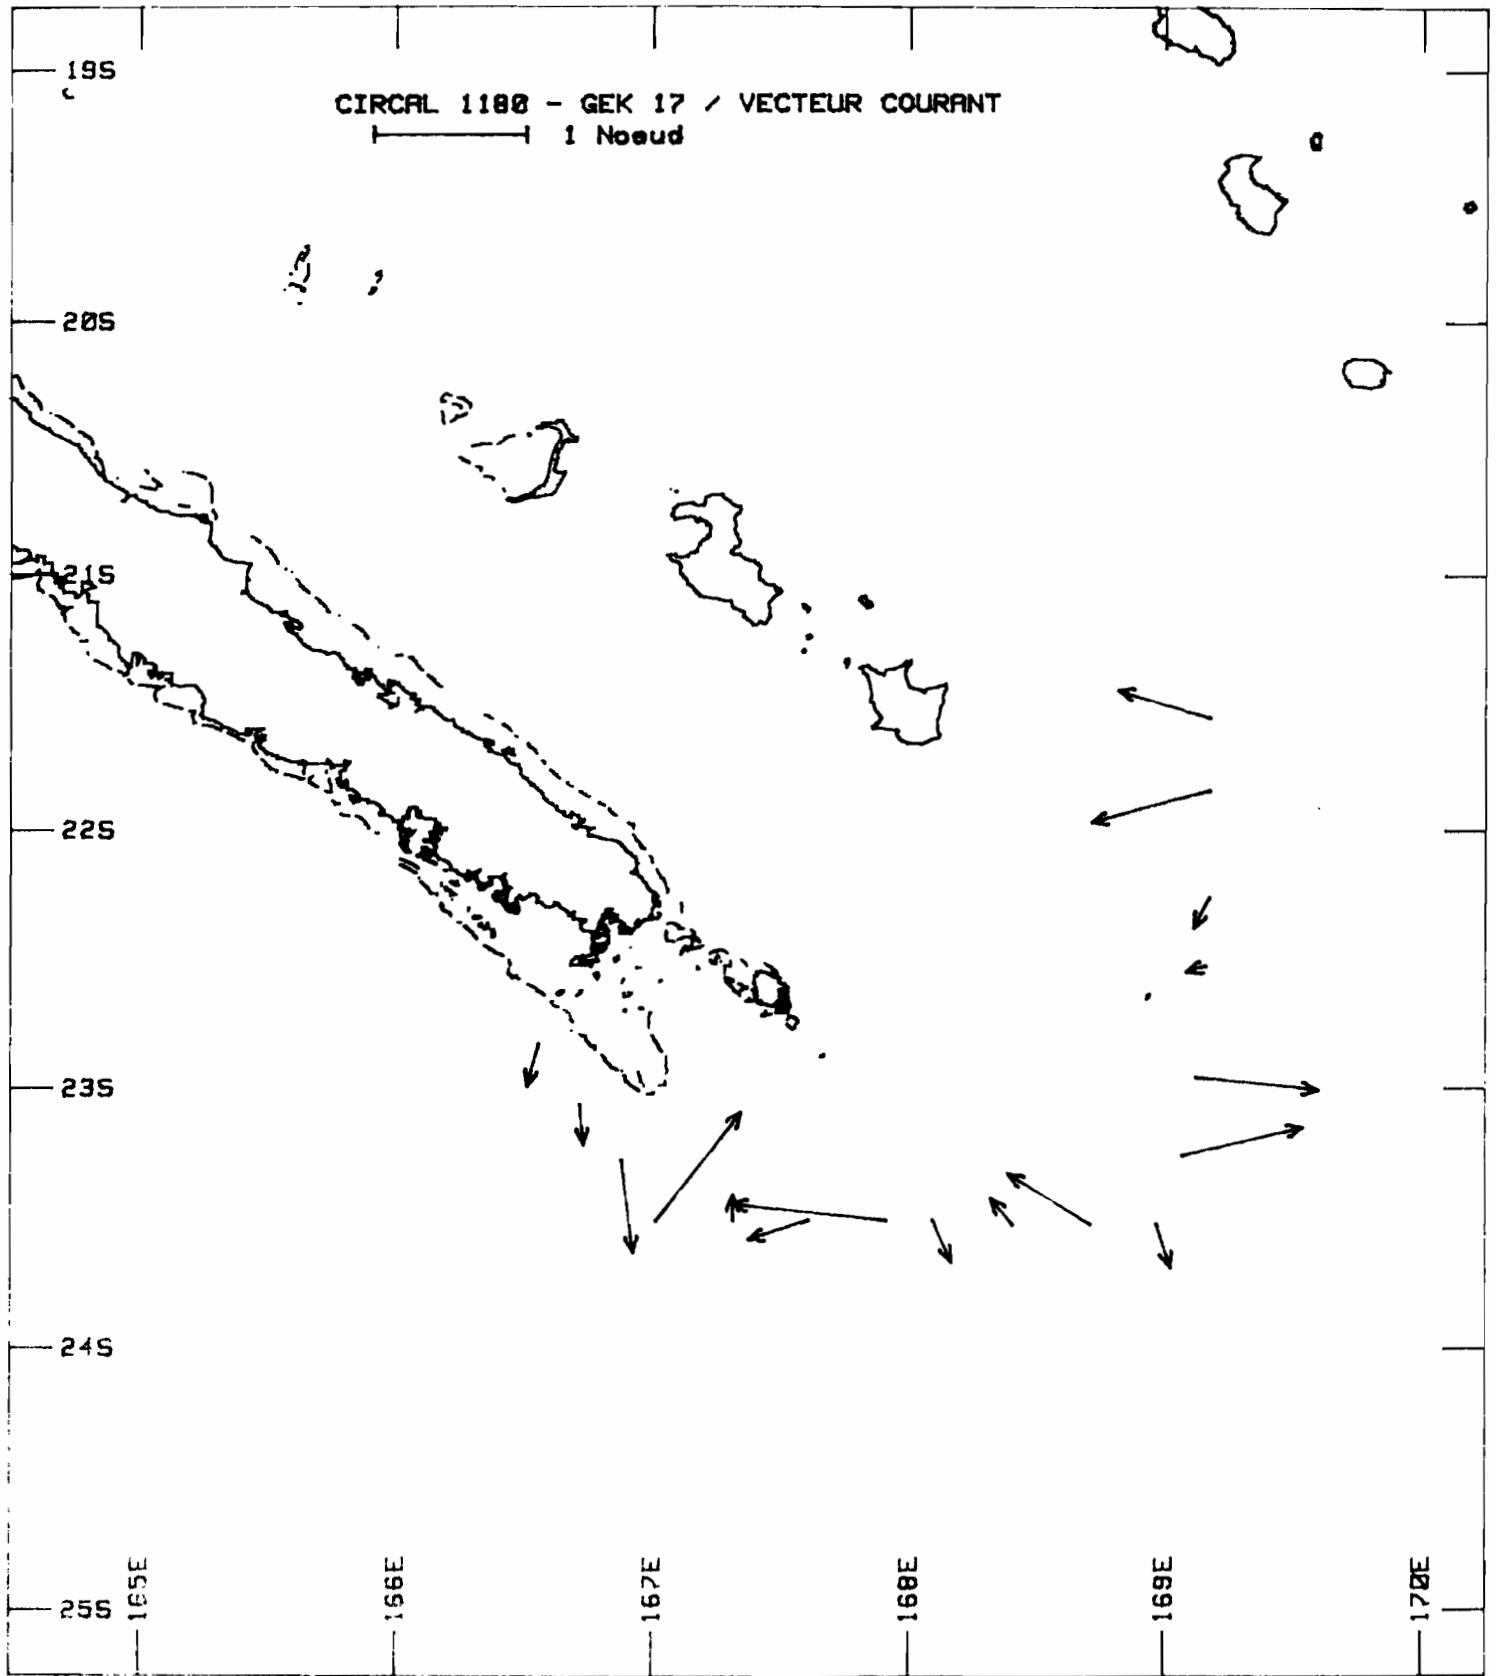 19S
CIRCAL 1180 - GEK 17 / VECTEUR COURANT
1 Noeud
20S
21S
22S
23S
24S
25S
165E
166E
167E
168E
169E
170E